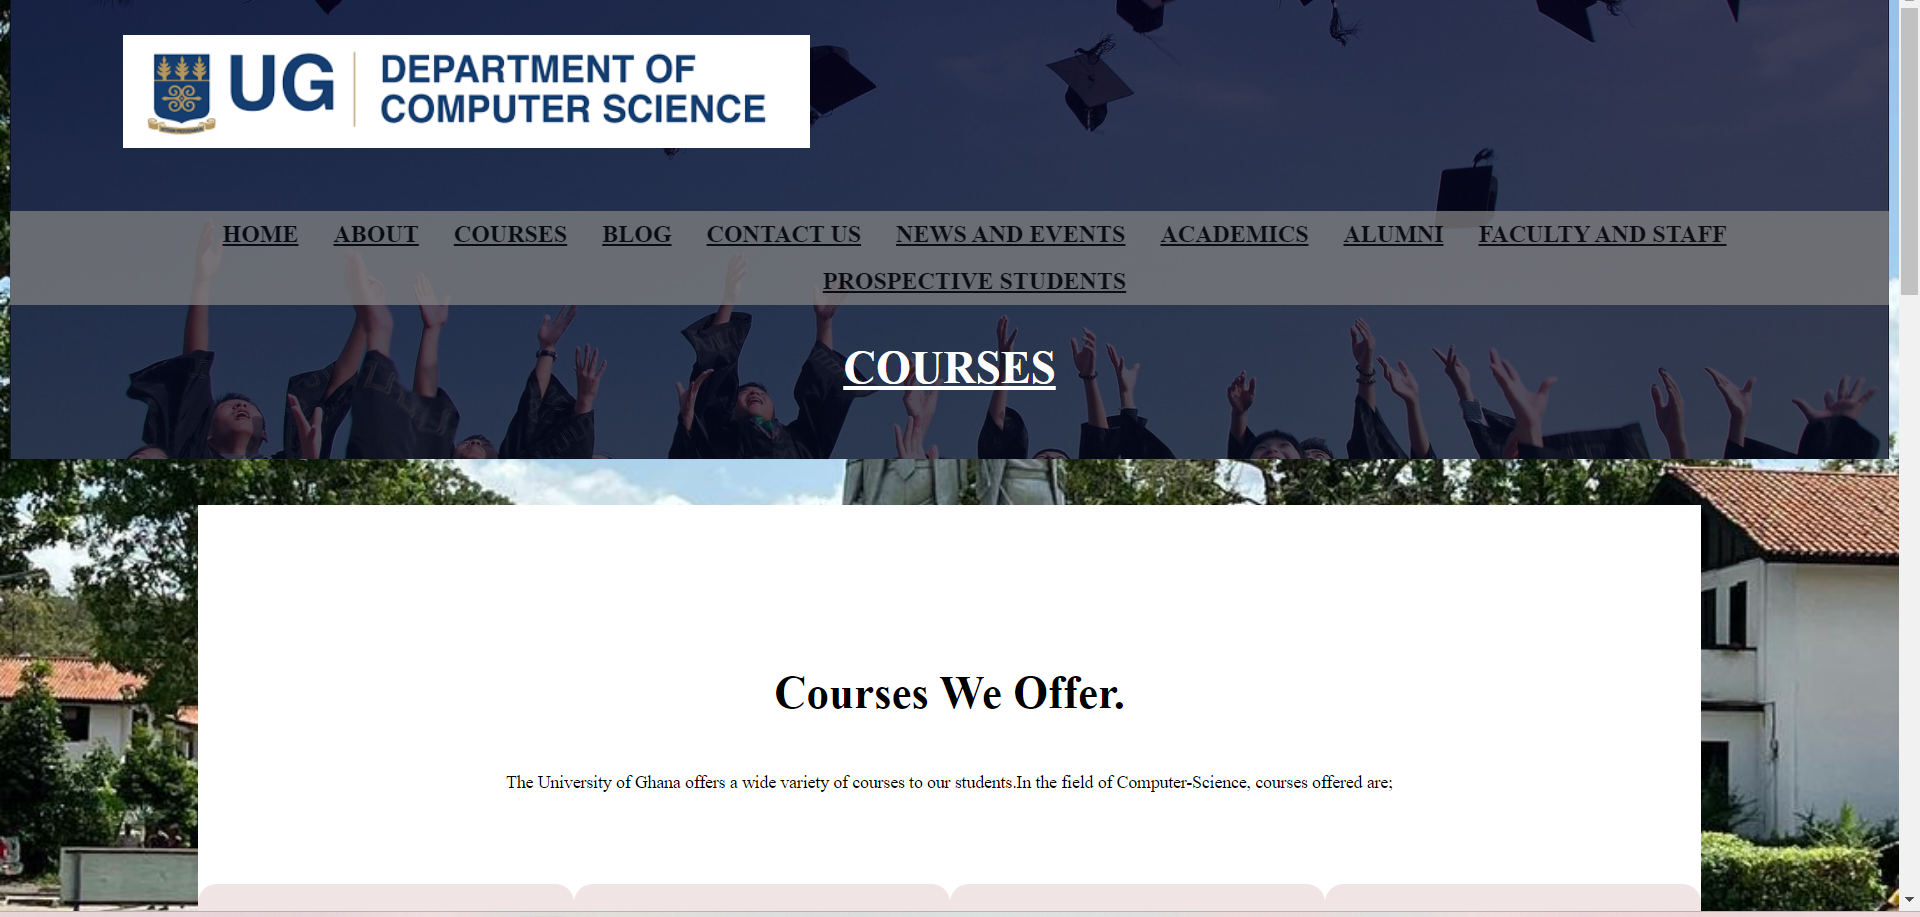 UG
DEPARTMENT OF
COMPUTER SCIENCE
HOME ABOUT COURSES BLOG CONTACT US NEWS AND EVENTS ACADEMICS ALUMNI FACULTY AND STAFF
PROSPECTIVE STUDENTS
COURSES
Courses We Offer.
The University of Ghana offers a wide variety of courses to our students.In the field of Computer-Science, courses offered are;